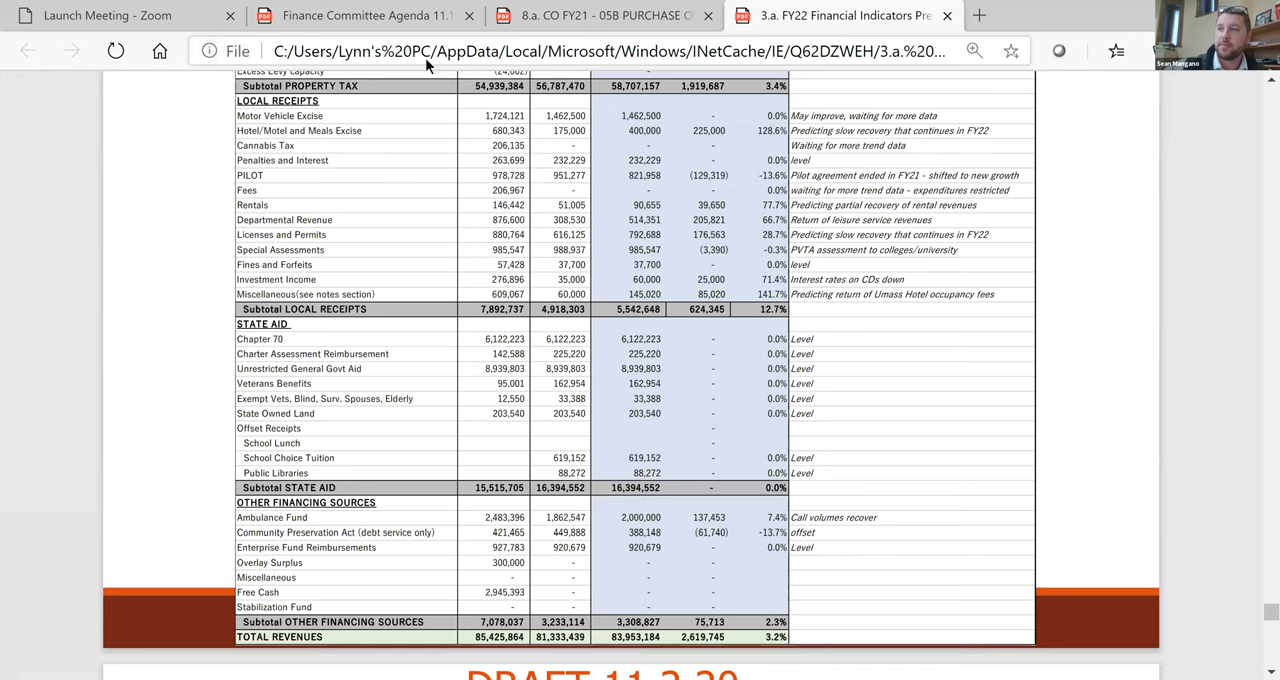 Launch Meeting - Zoom
Finance Committee Agenda 11.1
8.a. CO FY21 - 05B PURCHASE O
3.a. FY22 Financial Indicators Pre
File C:/Users/Lynn's%20PC/AppData/Local/Microsoft/Windows/INetCache/IE/Q62DZWEH/3.a.%20...
Sean Mangano
Excess Levy capacity (24,062) -
Subtotal PROPERTY TAX 54,939,384 56,787,470 58,707,157 1,919,687 3.4%
LOCAL RECEIPTS
Motor Vehicle Excise 1,724,121 1,462,500 1,462,500 - 0.0% May improve, waiting for more data
Hotel/Motel and Meals Excise 680,343 175,000 400,000 225,000 128.6% Predicting slow recovery that continues in FY22
Cannabis Tax 206,135 - - - Waiting for more trend data
Penalties and Interest 263,699 232,229 232,229 - 0.0% level
PILOT 978,728 951,277 821,958 (129,319) -13.6% Pilot agreement ended in FY21 - shifted to new growth
Fees 206,967 - - - 0.0% waiting for more trend data - expenditures restricted
Rentals 146,442 51,005 90,655 39,650 77.7% Predicting partial recovery of rental revenues
Departmental Revenue 876,600 308,530 514,351 205,821 66.7% Return of leisure service revenues
Licenses and Permits 880,764 616,125 792,688 176,563 28.7% Predicting slow recovery that continues in FY22
Special Assessments 985,547 988,937 985,547 (3,390) -0.3% PVTA assessment to colleges/university
Fines and Forfeits 57,428 37,700 37,700 - 0.0% level
Investment Income 276,896 35,000 60,000 25,000 71.4% Interest rates on CDs down
Miscellaneous(see notes section) 609,067 60,000 145,020 85,020 141.7% Predicting return of Umass Hotel occupancy fees
Subtotal LOCAL RECEIPTS 7,892,737 4,918,303 5,542,648 624,345 12.7%
STATE AID
Chapter 70 6,122,223 6,122,223 6,122,223 - 0.0% Level
Charter Assessment Reimbursement 142,588 225,220 225,220 - 0.0% Level
Unrestricted General Govt Aid 8,939,803 8,939,803 8,939,803 - 0.0% Level
Veterans Benefits 95,001 162,954 162,954 - 0.0% Level
Exempt Vets, Blind, Surv. Spouses, Elderly 12,550 33,388 33,388 - 0.0% Level
State Owned Land 203,540 203,540 203,540 - 0.0% Level
Offset Receipts -
School Lunch -
School Choice Tuition 619,152 619,152 - 0.0% Level
Public Libraries 88,272 88,272 - 0.0% Level
Subtotal STATE AID 15,515,705 16,394,552 16,394,552 - 0.0%
OTHER FINANCING SOURCES
Ambulance Fund 2,483,396 1,862,547 2,000,000 137,453 7.4% Call volumes recover
Community Preservation Act (debt service only) 421,465 449,888 388,148 (61,740) -13.7% offset
Enterprise Fund Reimbursements 927,783 920,679 920,679 - 0.0% Level
Overlay Surplus 300,000 - - -
Miscellaneous - - - -
Free Cash 2,945,393 - - -
Stabilization Fund - - - -
Subtotal OTHER FINANCING SOURCES 7,078,037 3,233,114 3,308,827 75,713 2.3%
TOTAL REVENUES 85,425,864 81,333,439 83,953,184 2,619,745 3.2%
DRAFT 11.2.20